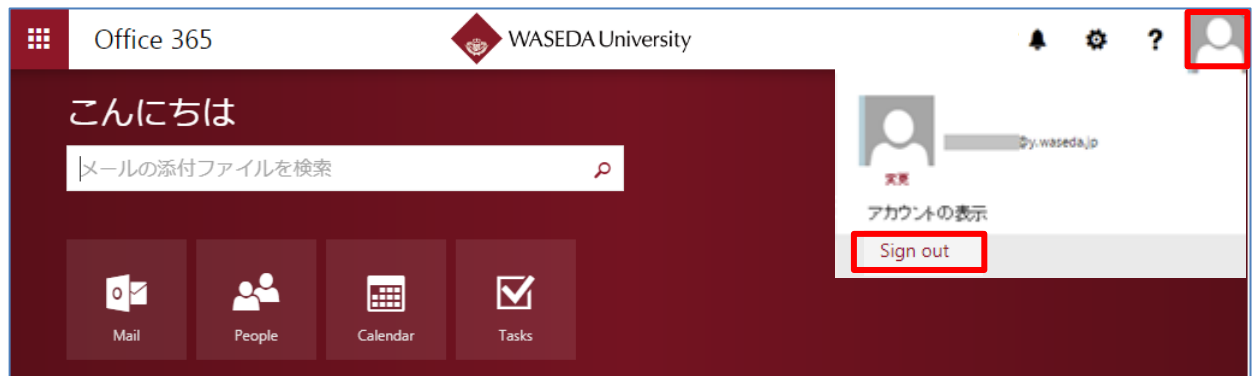 Office 365
WASEDA University
?
こんにちは
メールの添付ファイルを検索
@y.waseda.jp
変更
アカウントの表示
Sign out
Mail
People
Calendar
Tasks